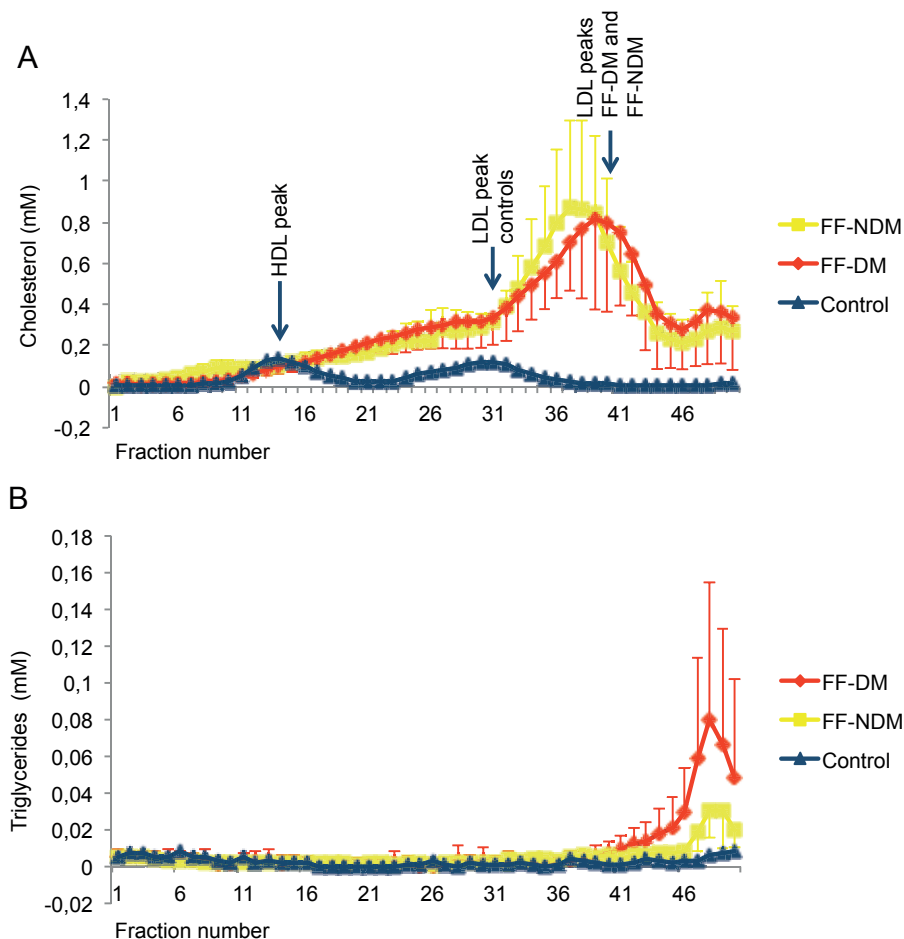 A
LDL peaks
FF-DM and
FF-NDM
LDL peak
controls
HDL peak
Cholesterol (mM)
1,4
1,2
1
0,8
0,6
0,4
0,2
0
-0,2
1 6 11 16 21 26 31 36 41 46
Fraction number
FF-NDM
FF-DM
Control
B
Triglycerides (mM)
0,18
0,16
0,14
0,12
0,1
0,08
0,06
0,04
0,02
0
-0,02
1 6 11 16 21 26 31 36 41 46
Fraction number
FF-DM
FF-NDM
Control